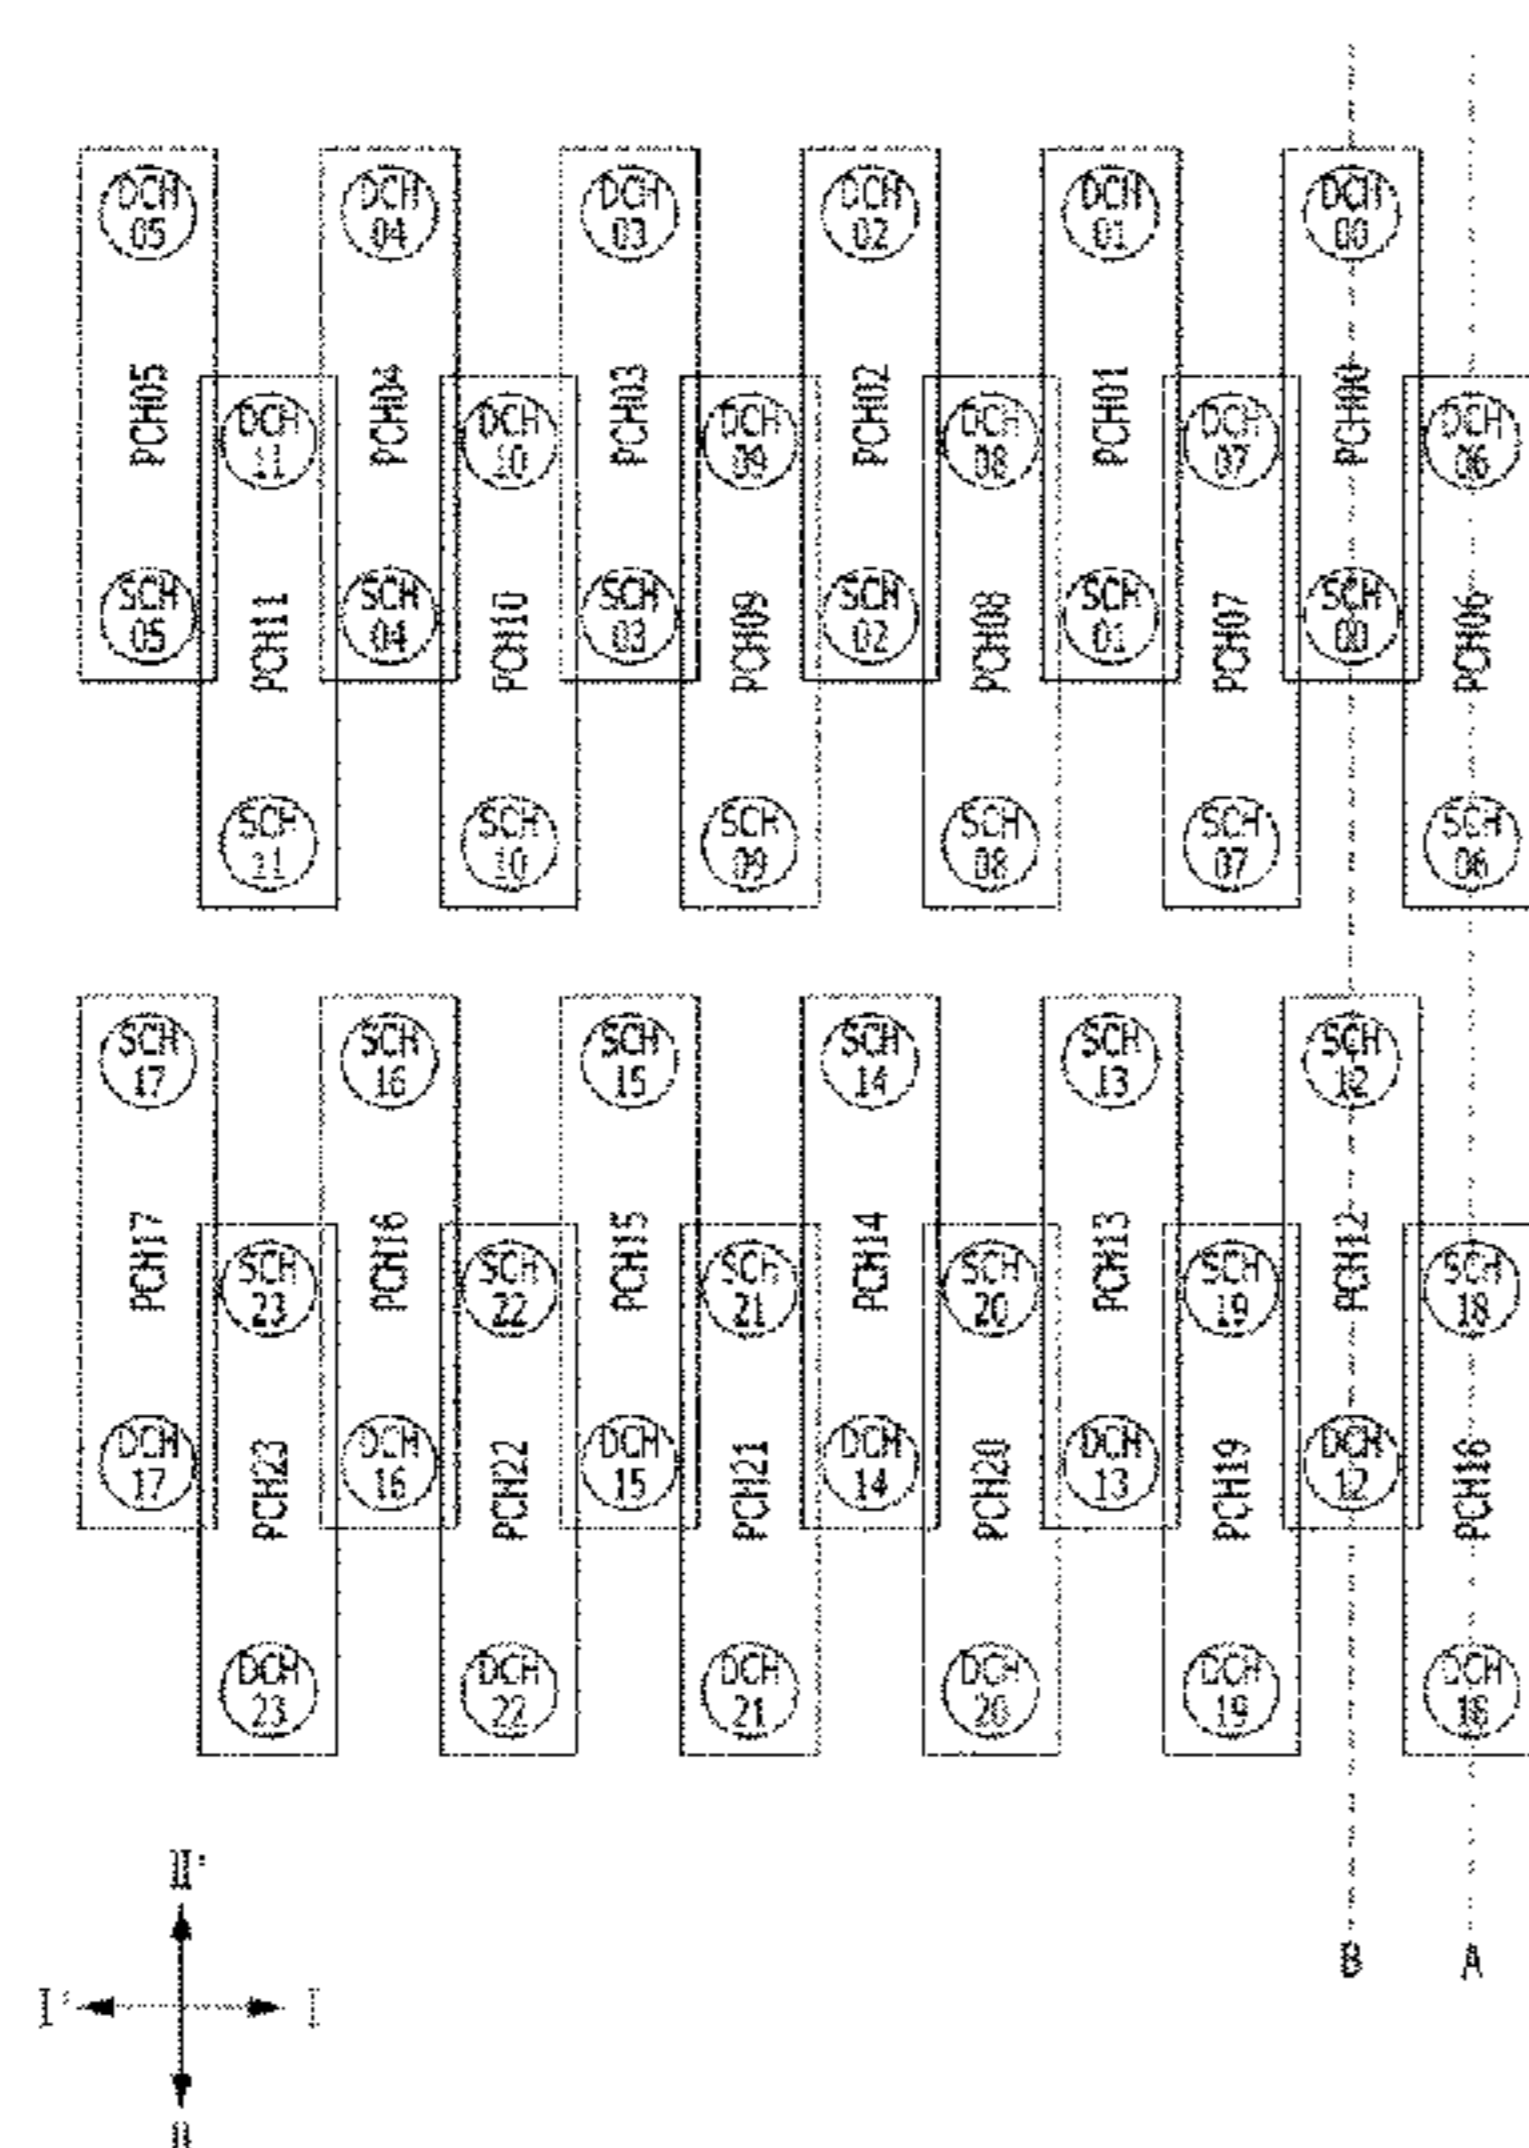 DCH 05
DCH 04
DCH 03
DCH 02
DCH 01
DCH 00
PCH05
PCH04
PCH03
PCH02
PCH01
PCH00
DCH 11
DCH 10
DCH 09
DCH 08
DCH 07
DCH 06
SCH 05
SCH 04
SCH 03
SCH 02
SCH 01
SCH 00
PCH11
PCH10
PCH09
PCH08
PCH07
PCH06
SCH 11
SCH 10
SCH 09
SCH 08
SCH 07
SCH 06
SCH 17
SCH 16
SCH 15
SCH 14
SCH 13
SCH 12
PCH17
PCH16
PCH15
PCH14
PCH13
PCH12
SCH 23
SCH 22
SCH 21
SCH 20
SCH 19
SCH 18
DCH 17
DCH 16
DCH 15
DCH 14
DCH 13
DCH 12
PCH23
PCH22
PCH21
PCH20
PCH19
PCH18
DCH 23
DCH 22
DCH 21
DCH 20
DCH 19
DCH 18
II'
B A
I' I
II